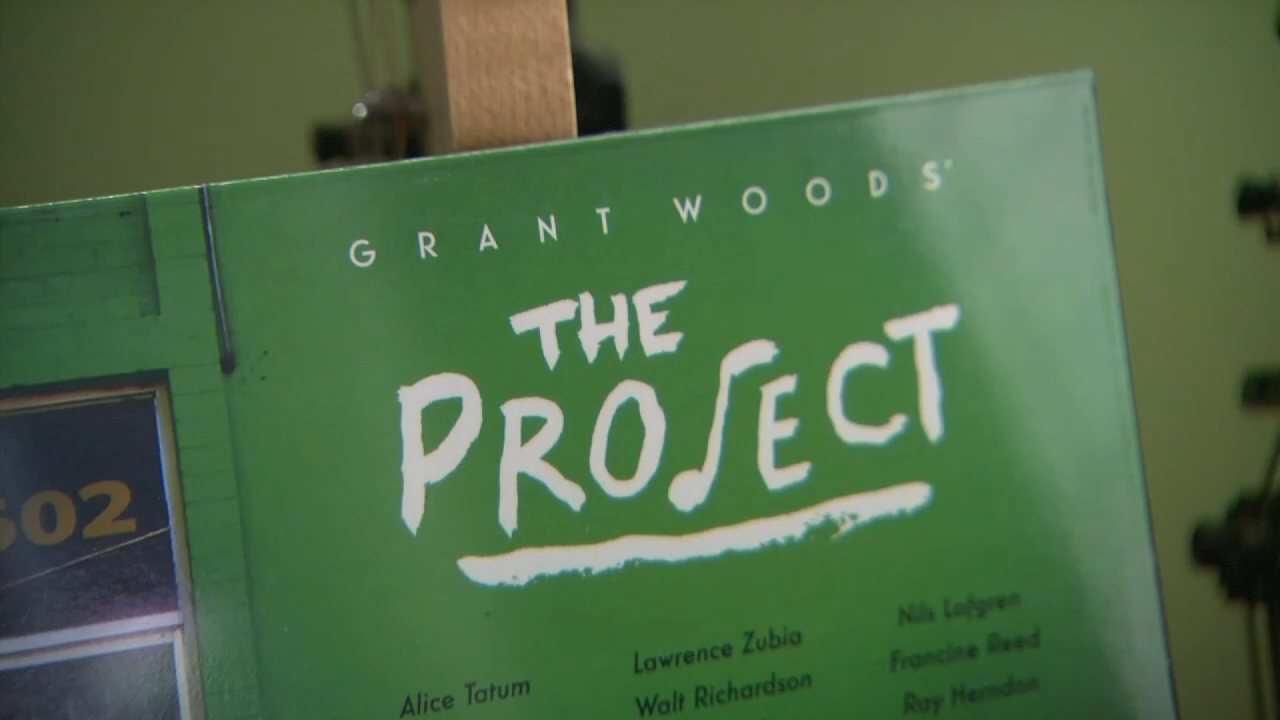 GRANT WOODS'
THE
PROJECT
602
Alice Tatum
Lawrence Zubia
Walt Richardson
Nils Lofgren
Francine Reed
Ray Herndon